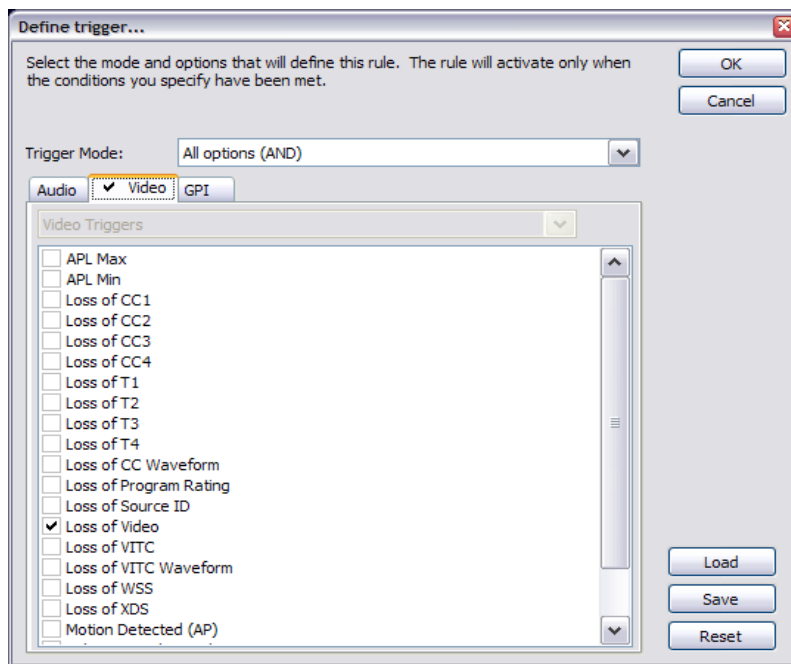 Define trigger...
Select the mode and options that will define this rule. The rule will activate only when
the conditions you specify have been met.
OK
Cancel
Trigger Mode:
All options (AND)
Audio
Video
GPI
Video Triggers
APL Max
APL Min
Loss of CC1
Loss of CC2
Loss of CC3
Loss of CC4
Loss of T1
Loss of T2
Loss of T3
Loss of T4
Loss of CC Waveform
Loss of Program Rating
Loss of Source ID
Loss of Video
Loss of VITC
Loss of VITC Waveform
Loss of WSS
Loss of XDS
Motion Detected (AP)
Load
Save
Reset